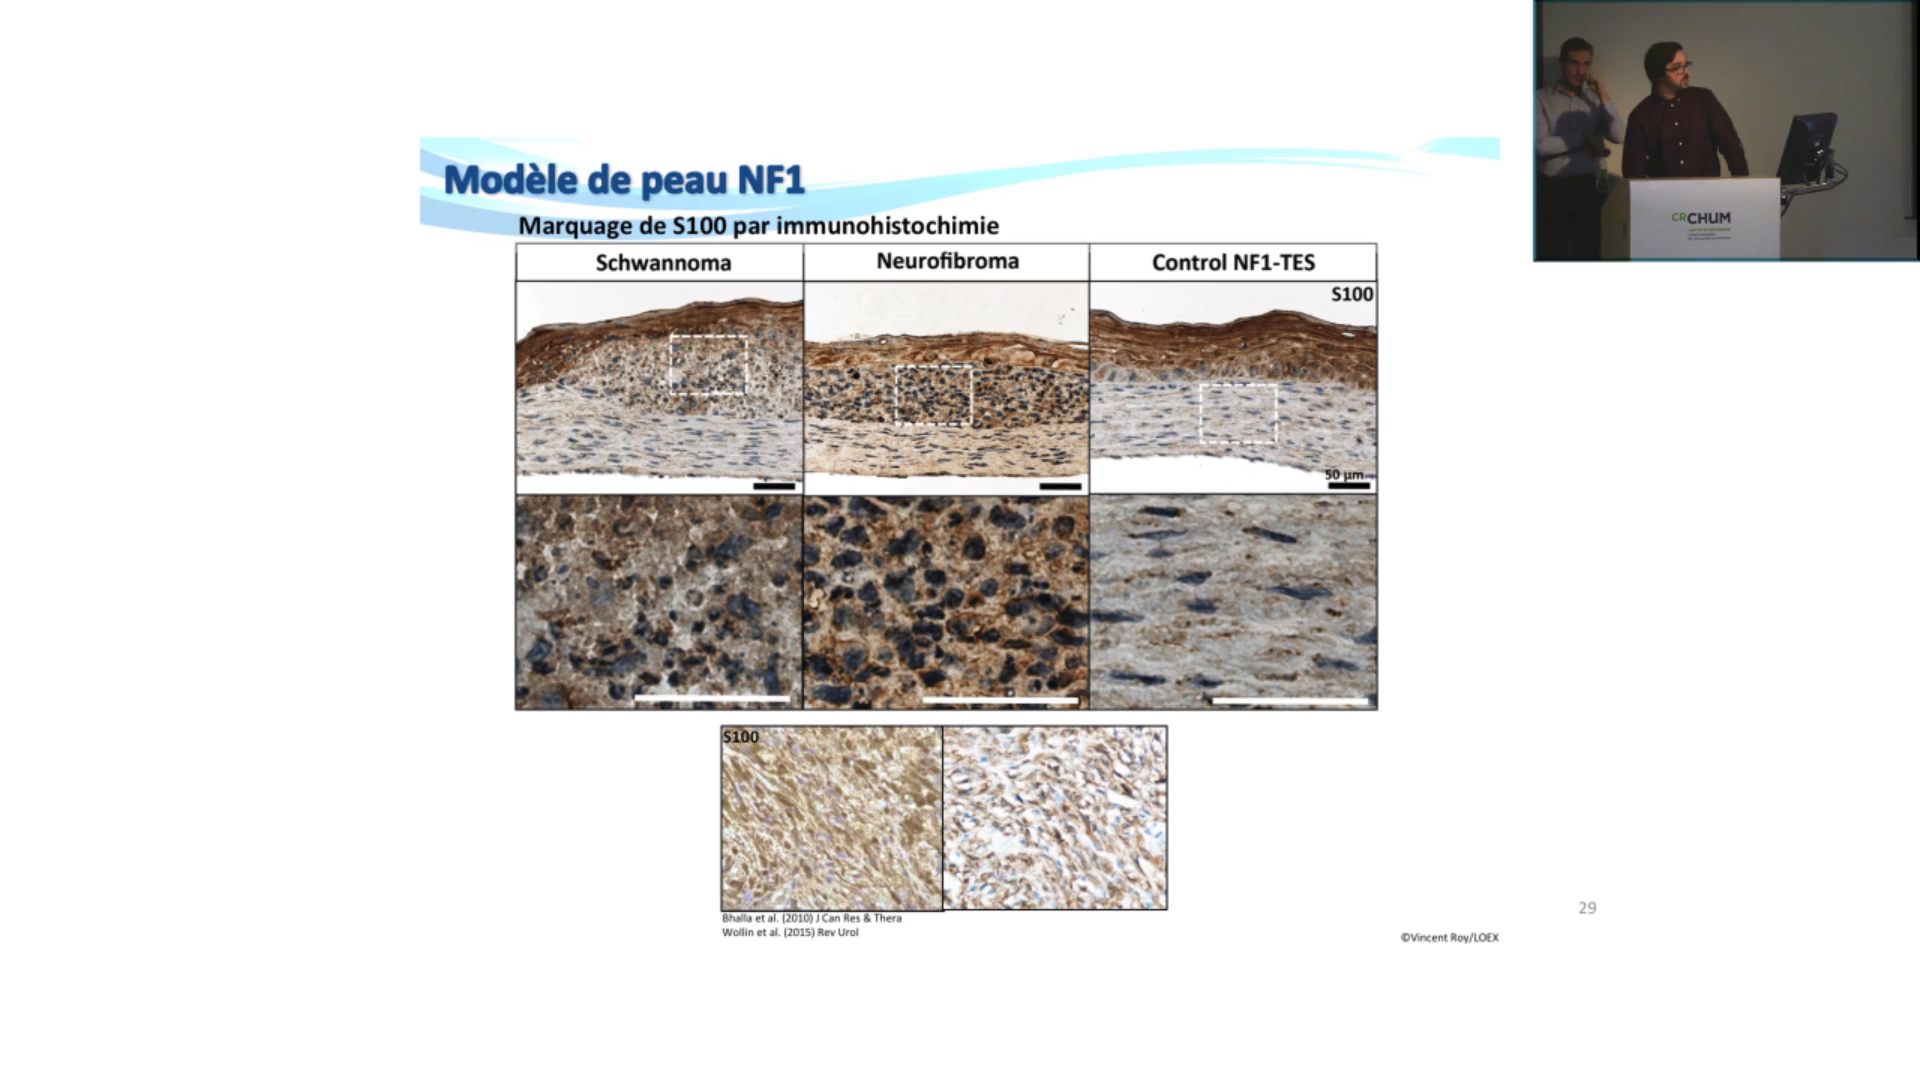 Modèle de peau NF1
Marquage de S100 par immunohistochimie
Schwannoma
Neurofibroma
Control NF1-TES
S100
50 µm
S100
Bhalla et al. (2010) J Can Res & Thera
Wollin et al. (2015) Rev Urol
29
©Vincent Roy/LOEX
CRCHUM